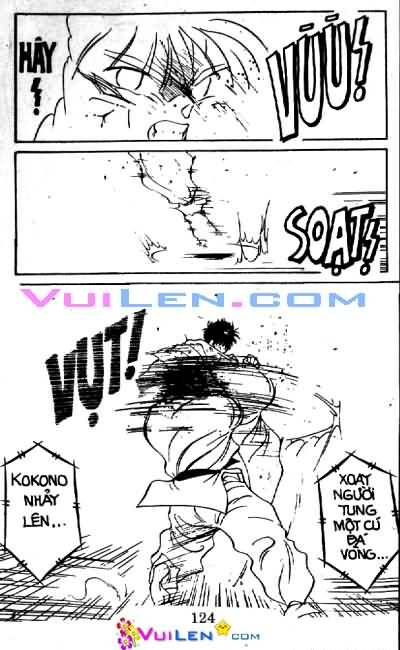 HÂY
!
VÙÙ!
SOẠT!
VUILEN.COM
VỤT!
KOKONO
NHẢY
LÊN...
XOAY
NGƯỜI
TUNG
MỘT CÚ
ĐÁ
VÒNG...
124
VUILEN.COM